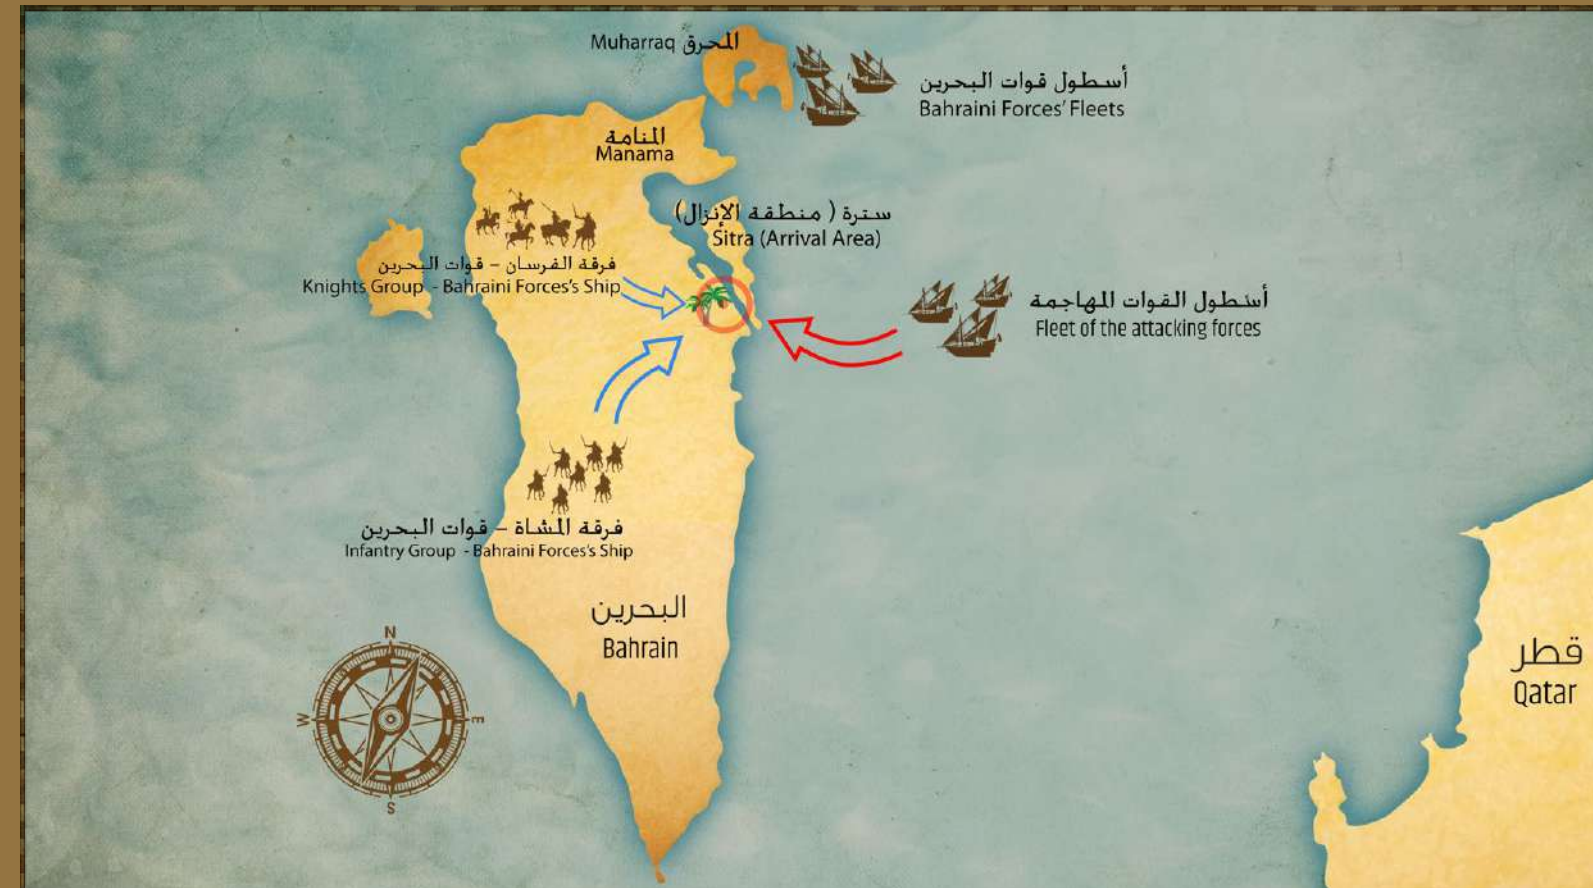 المحرق Muharraq
أسطول قوات البحرين
Bahraini Forces' Fleets
المنامة
Manama
سترة ( منطقة الإنزال)
Sitra (Arrival Area)
فرقة الفرسان – قوات البحرين
Knights Group - Bahraini Forces's Ship
أسطول القوات المهاجمة
Fleet of the attacking forces
فرقة المشاة – قوات البحرين
Infantry Group - Bahraini Forces's Ship
البحرين
Bahrain
قطر
Qatar
N
W
E
S